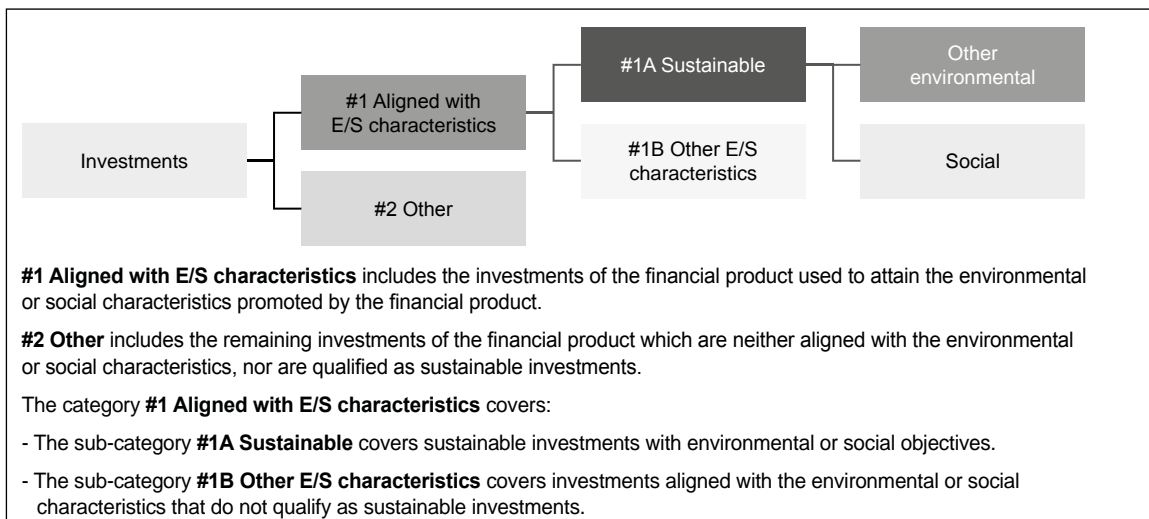 #1A Sustainable
Other
environmental
#1 Aligned with
E/S characteristics
#1B Other E/S
characteristics
Investments
Social
#2 Other
#1 Aligned with E/S characteristics includes the investments of the financial product used to attain the environmental
or social characteristics promoted by the financial product.
#2 Other includes the remaining investments of the financial product which are neither aligned with the environmental
or social characteristics, nor are qualified as sustainable investments.
The category #1 Aligned with E/S characteristics covers:
- The sub-category #1A Sustainable covers sustainable investments with environmental or social objectives.
- The sub-category #1B Other E/S characteristics covers investments aligned with the environmental or social
characteristics that do not qualify as sustainable investments.